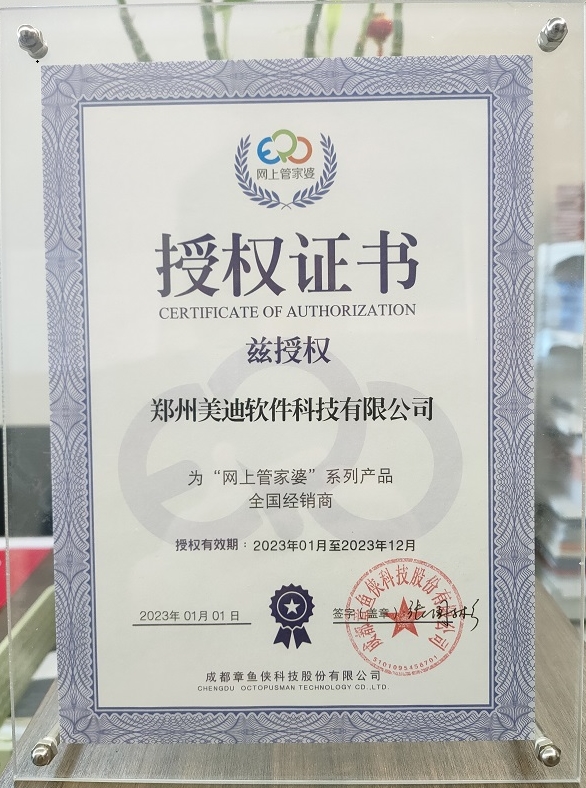 网上管家婆
授权证书
CERTIFICATE OF AUTHORIZATION
兹授权
郑州美迪软件科技有限公司
为“网上管家婆”系列产品
全国经销商
授权有效期：2023年01月至2023年12月
2023年 01月 01 日
签字（盖章）：
5101095456701
成都章鱼侠科技股份有限公司
CHENGDU OCTOPUSMAN TECHNOLOGY CO.,LTD.